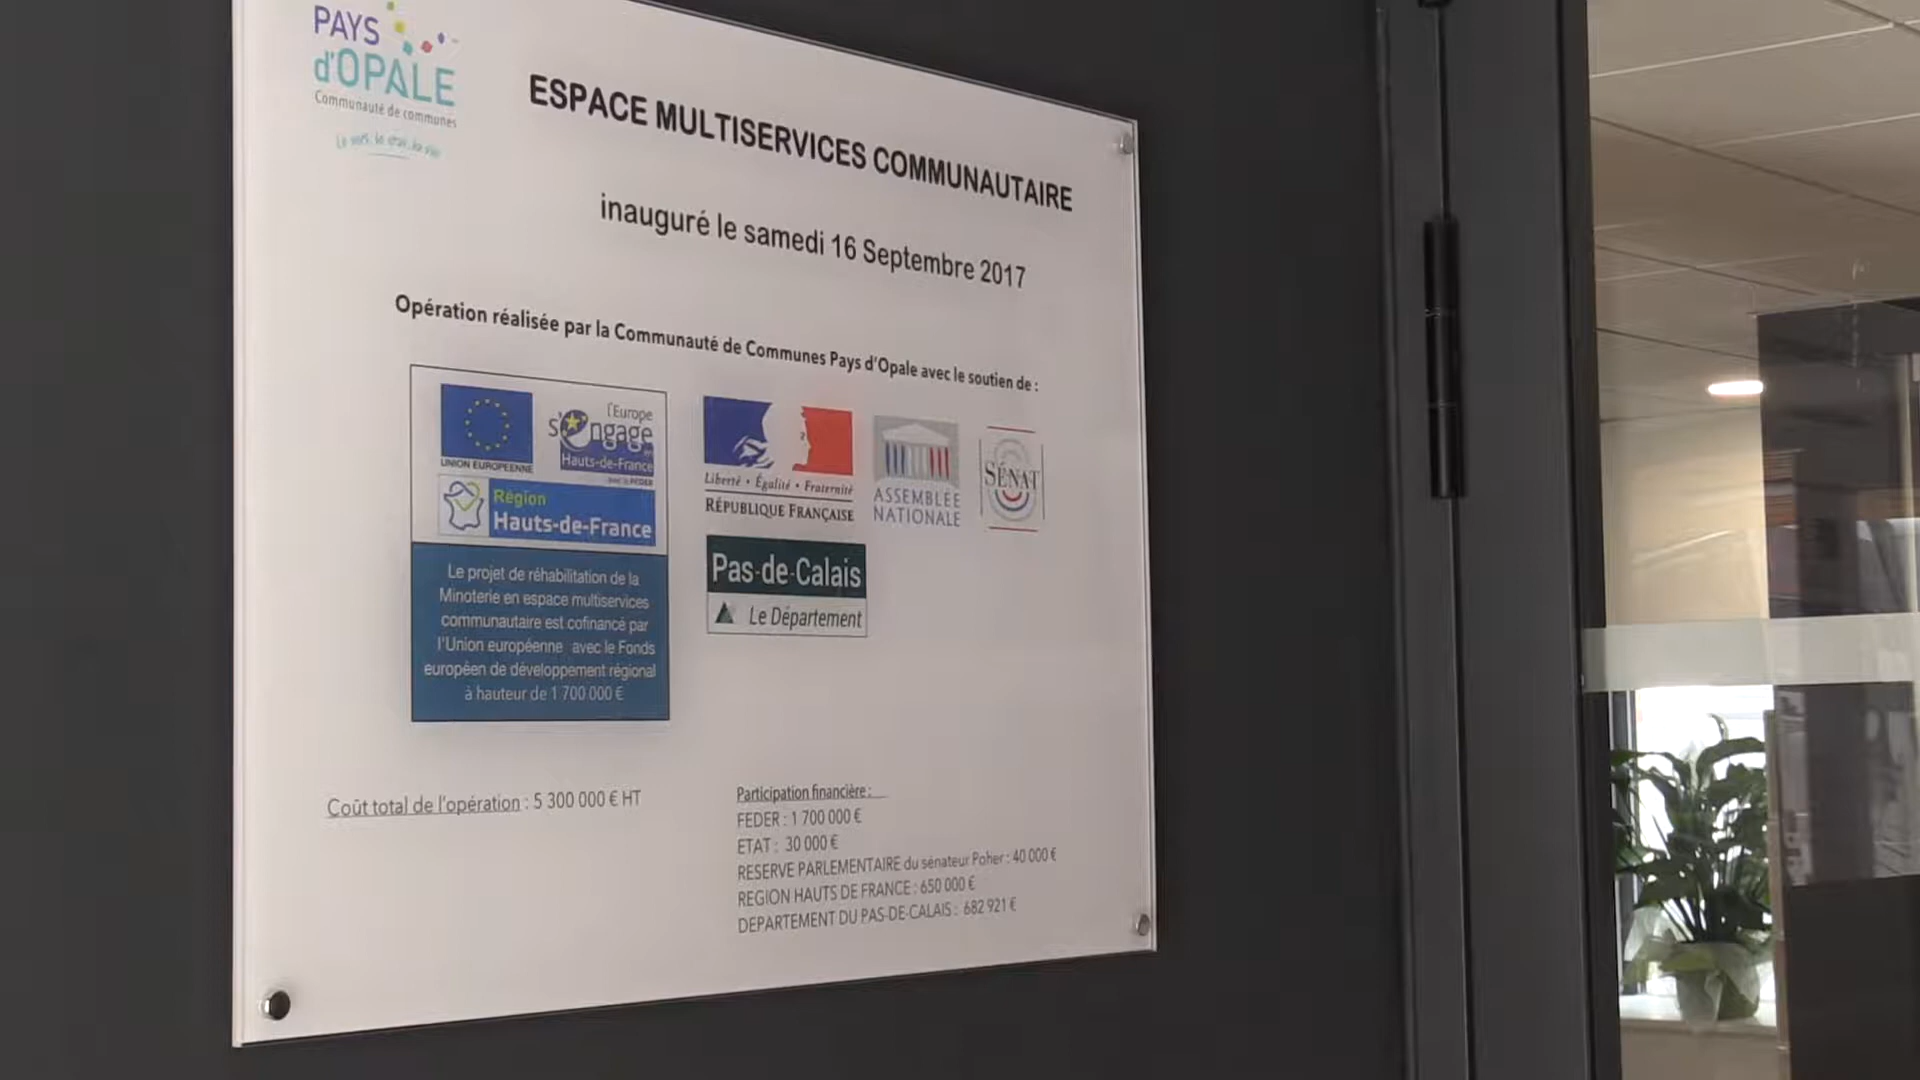 PAYS
d'OPALE
Communauté de communes
ESPACE MULTISERVICES COMMUNAUTAIRE
inauguré le samedi 16 Septembre 2017
Opération réalisée par la Communauté de Communes Pays d'Opale avec le soutien de :
UNION EUROPEENNE
l'Europe
s'engage
en
Hauts-de-France
avec le FEDER
Région
Hauts-de-France
Le projet de réhabilitation de la
Minoterie en espace multiservices
communautaire est cofinancé par
l'Union européenne avec le Fonds
européen de développement régional
à hauteur de 1 700 000 €
Liberté • Égalité • Fraternité
RÉPUBLIQUE FRANÇAISE
ASSEMBLÉE
NATIONALE
SÉNAT
Pas-de-Calais
Le Département
Coût total de l'opération : 5 300 000 € HT
Participation financière :
FEDER : 1 700 000 €
ETAT : 30 000 €
RESERVE PARLEMENTAIRE du sénateur Poher : 40 000 €
REGION HAUTS DE FRANCE : 650 000 €
DEPARTEMENT DU PAS-DE-CALAIS : 682 921 €